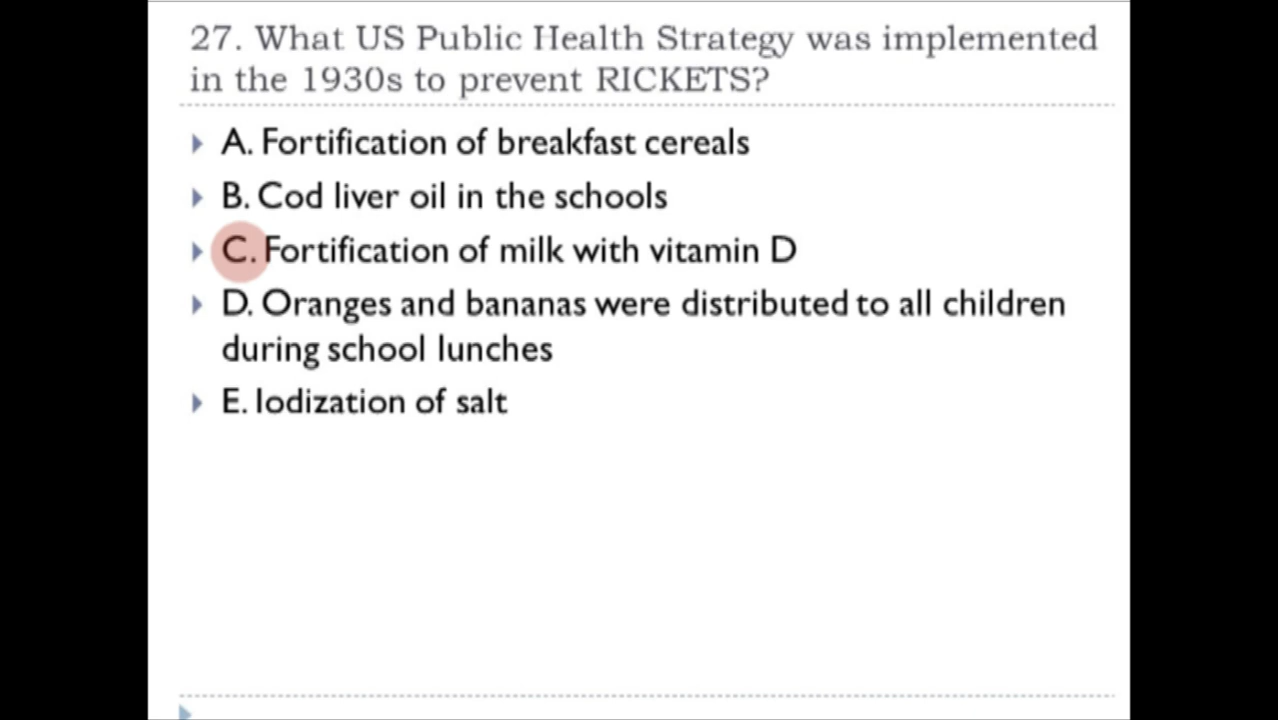 27. What US Public Health Strategy was implemented
in the 1930s to prevent RICKETS?
A. Fortification of breakfast cereals
B. Cod liver oil in the schools
C. Fortification of milk with vitamin D
D. Oranges and bananas were distributed to all children
during school lunches
E. Iodization of salt